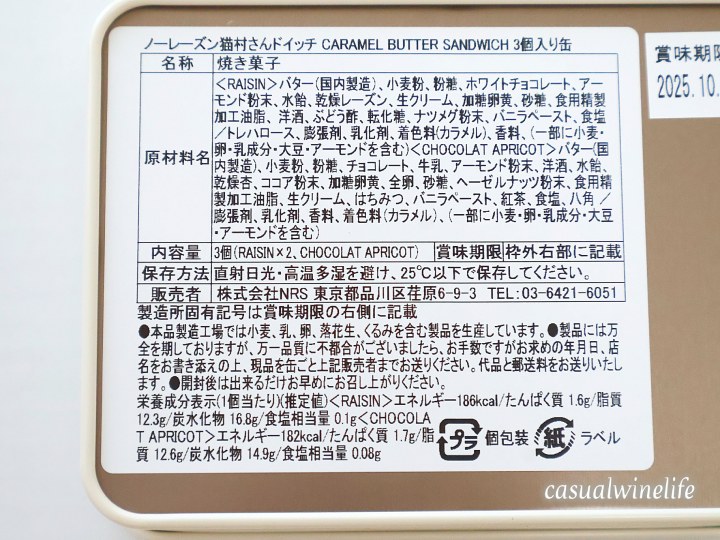 ノーレーズン猫村さんドイッチ CARAMEL BUTTER SANDWICH 3個入り缶
名称 焼き菓子
原材料名
<RAISIN>バター(国内製造)、小麦粉、粉糖、ホワイトチョコレート、アー
モンド粉末、水飴、乾燥レーズン、生クリーム、加糖卵黄、砂糖、食用精製
加工油脂、洋酒、ぶどう酢、転化糖、ナツメグ粉末、バニラペースト、食塩
/トレハロース、膨張剤、乳化剤、着色料(カラメル)、香料、(一部に小麦・
卵・乳成分・大豆・アーモンドを含む)<CHOCOLAT APRICOT>バター(国
内製造)、小麦粉、粉糖、チョコレート、牛乳、アーモンド粉末、洋酒、水飴、
乾燥杏、ココア粉末、加糖卵黄、全卵、砂糖、ヘーゼルナッツ粉末、食用精
製加工油脂、生クリーム、はちみつ、バニラペースト、紅茶、食塩、八角/
膨張剤、乳化剤、香料、着色料(カラメル)、(一部に小麦・卵・乳成分・大豆
・アーモンドを含む)
内容量 3個(RAISIN×2、CHOCOLAT APRICOT) 賞味期限 枠外右部に記載
保存方法 直射日光・高温多湿を避け、25℃以下で保存してください。
販売者 株式会社NRS 東京都品川区荏原6-9-3 TEL:03-6421-6051
製造所固有記号は賞味期限の右側に記載
●本品製造工場では小麦、乳、卵、落花生、くるみを含む製品を生産しています。●製品には万
全を期しておりますが、万一品質に不都合がございましたら、お手数ですがお求めの年月日、店
名をお書き添えの上、現品を缶ごと上記販売者までお送りください。代品と郵送料をお送りいたし
ます。●開封後は出来るだけお早めにお召し上がりください。
栄養成分表示(1個当たり)(推定値)<RAISIN>エネルギー186kcal/たんぱく質 1.6g/脂質
12.3g/炭水化物 16.8g/食塩相当量 0.1g<CHOCOLA
T APRICOT>エネルギー182kcal/たんぱく質 1.7g/脂
質 12.6g/炭水化物 14.9g/食塩相当量 0.08g
プラ 個包装 紙 ラベル
賞味期限
2025.10.
casualwinelife